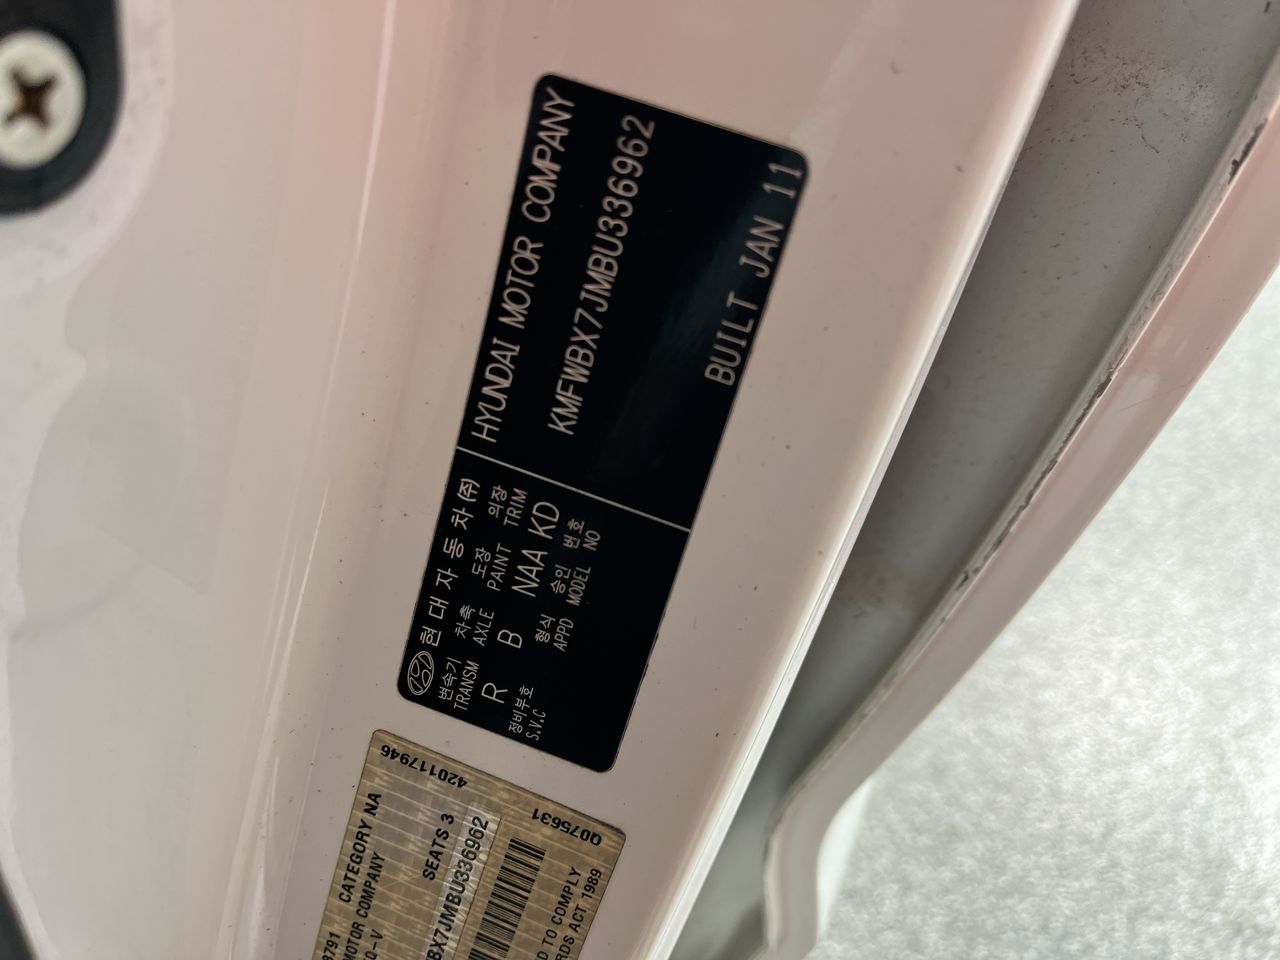 HYUNDAI MOTOR COMPANY
KMFWBX7JMBU336962
BUILT JAN 11
현대자동차(주)
변속기 차축 도장 의장
TRANSM AXLE PAINT TRIM
R B NAA KD
정비부호 형식 승인 번호
S.V.C APPD MODEL NO
420117946
Q075631
CATEGORY NA
MOTOR COMPANY
SEATS 3
BX7JMBU336962
TO COMPLY
ACT 1989